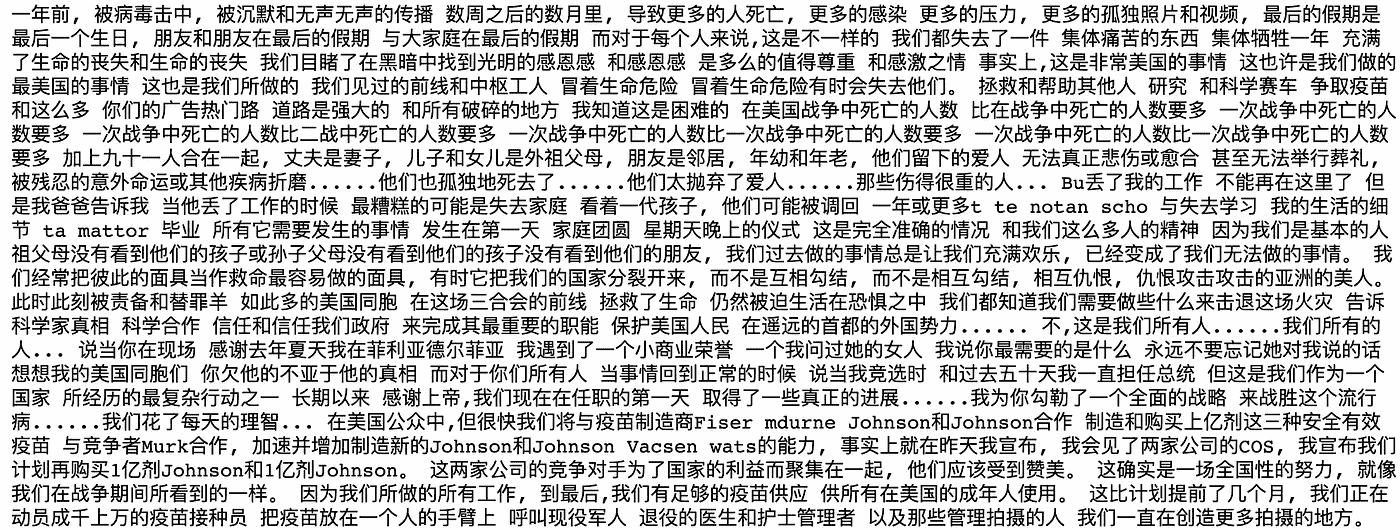 一年前, 被病毒击中, 被沉默和无声无声的传播 数周之后的数月里, 导致更多的人死亡, 更多的感染 更多的压力, 更多的孤独照片和视频, 最后的假期是
最后一个生日, 朋友和朋友在最后的假期 与大家庭在最后的假期 而对于每个人来说,这是不一样的 我们都失去了一件 集体痛苦的东西 集体牺牲一年 充满
了生命的丧失和生命的丧失 我们目睹了在黑暗中找到光明的感恩感 和感恩感 是多么的值得尊重 和感激之情 事实上,这是非常美国的事情 这也许是我们做的
最美国的事情 这也是我们所做的 我们见过的前线和中枢工人 冒着生命危险 冒着生命危险有时会失去他们。 拯救和帮助其他人 研究 和科学赛车 争取疫苗
和这么多 你们的广告热门路 道路是强大的 和所有破碎的地方 我知道这是困难的 在美国战争中死亡的人数 比在战争中死亡的人数要多 一次战争中死亡的人
数要多 一次战争中死亡的人数比二战中死亡的人数要多 一次战争中死亡的人数比一次战争中死亡的人数要多 一次战争中死亡的人数比一次战争中死亡的人数
要多 加上九十一人合在一起, 丈夫是妻子, 儿子和女儿是外祖父母, 朋友是邻居, 年幼和年老, 他们留下的爱人 无法真正悲伤或愈合 甚至无法举行葬礼,
被残忍的意外命运或其他疾病折磨......他们也孤独地死去了......他们太抛弃了爱人......那些伤得很重的人... Bu丢了我的工作 不能再在这里了 但
是我爸爸告诉我 当他丢了工作的时候 最糟糕的可能是失去家庭 看着一代孩子, 他们可能被调回 一年或更多t te notan scho 与失去学习 我的生活的细
节 ta mattor 毕业 所有它需要发生的事情 发生在第一天 家庭团圆 星期天晚上的仪式 这是完全准确的情况 和我们这么多人的精神 因为我们是基本的人
祖父母没有看到他们的孩子或孙子父母没有看到他们的孩子没有看到他们的朋友, 我们过去做的事情总是让我们充满欢乐, 已经变成了我们无法做的事情。 我
们经常把彼此的面具当作救命最容易做的面具, 有时它把我们的国家分裂开来, 而不是互相勾结, 而不是相互勾结, 相互仇恨, 仇恨攻击攻击的亚洲的美人。
此时此刻被责备和替罪羊 如此多的美国同胞 在这场三合会的前线 拯救了生命 仍然被迫生活在恐惧之中 我们都知道我们需要做些什么来击退这场火灾 告诉
科学家真相 科学合作 信任和信任我们政府 来完成其最重要的职能 保护美国人民 在遥远的首都的外国势力...... 不,这是我们所有人......我们所有的
人... 说当你在现场 感谢去年夏天我在菲利亚德尔菲亚 我遇到了一个小商业荣誉 一个我问过她的女人 我说你最需要的是什么 永远不要忘记她对我说的话
想想我的美国同胞们 你欠他的不亚于他的真相 而对于你们所有人 当事情回到正常的时候 说当我竞选时 和过去五十天我一直担任总统 但这是我们作为一个
国家 所经历的最复杂行动之一 长期以来 感谢上帝,我们现在在任职的第一天 取得了一些真正的进展......我为你勾勒了一个全面的战略 来战胜这个流行
病......我们花了每天的理智... 在美国公众中,但很快我们将与疫苗制造商Fiser mdurne Johnson和Johnson合作 制造和购买上亿剂这三种安全有效
疫苗 与竞争者Murk合作, 加速并增加制造新的Johnson和Johnson Vacsen wats的能力, 事实上就在昨天我宣布, 我会见了两家公司的COS, 我宣布我们
计划再购买1亿剂Johnson和1亿剂Johnson。 这两家公司的竞争对手为了国家的利益而聚集在一起, 他们应该受到赞美。 这确实是一场全国性的努力, 就像
我们在战争期间所看到的一样。 因为我们所做的所有工作, 到最后,我们有足够的疫苗供应 供所有在美国的成年人使用。 这比计划提前了几个月, 我们正在
动员成千上万的疫苗接种员 把疫苗放在一个人的手臂上 呼叫现役军人 退役的医生和护士管理者 以及那些管理拍摄的人 我们一直在创造更多拍摄的地方。